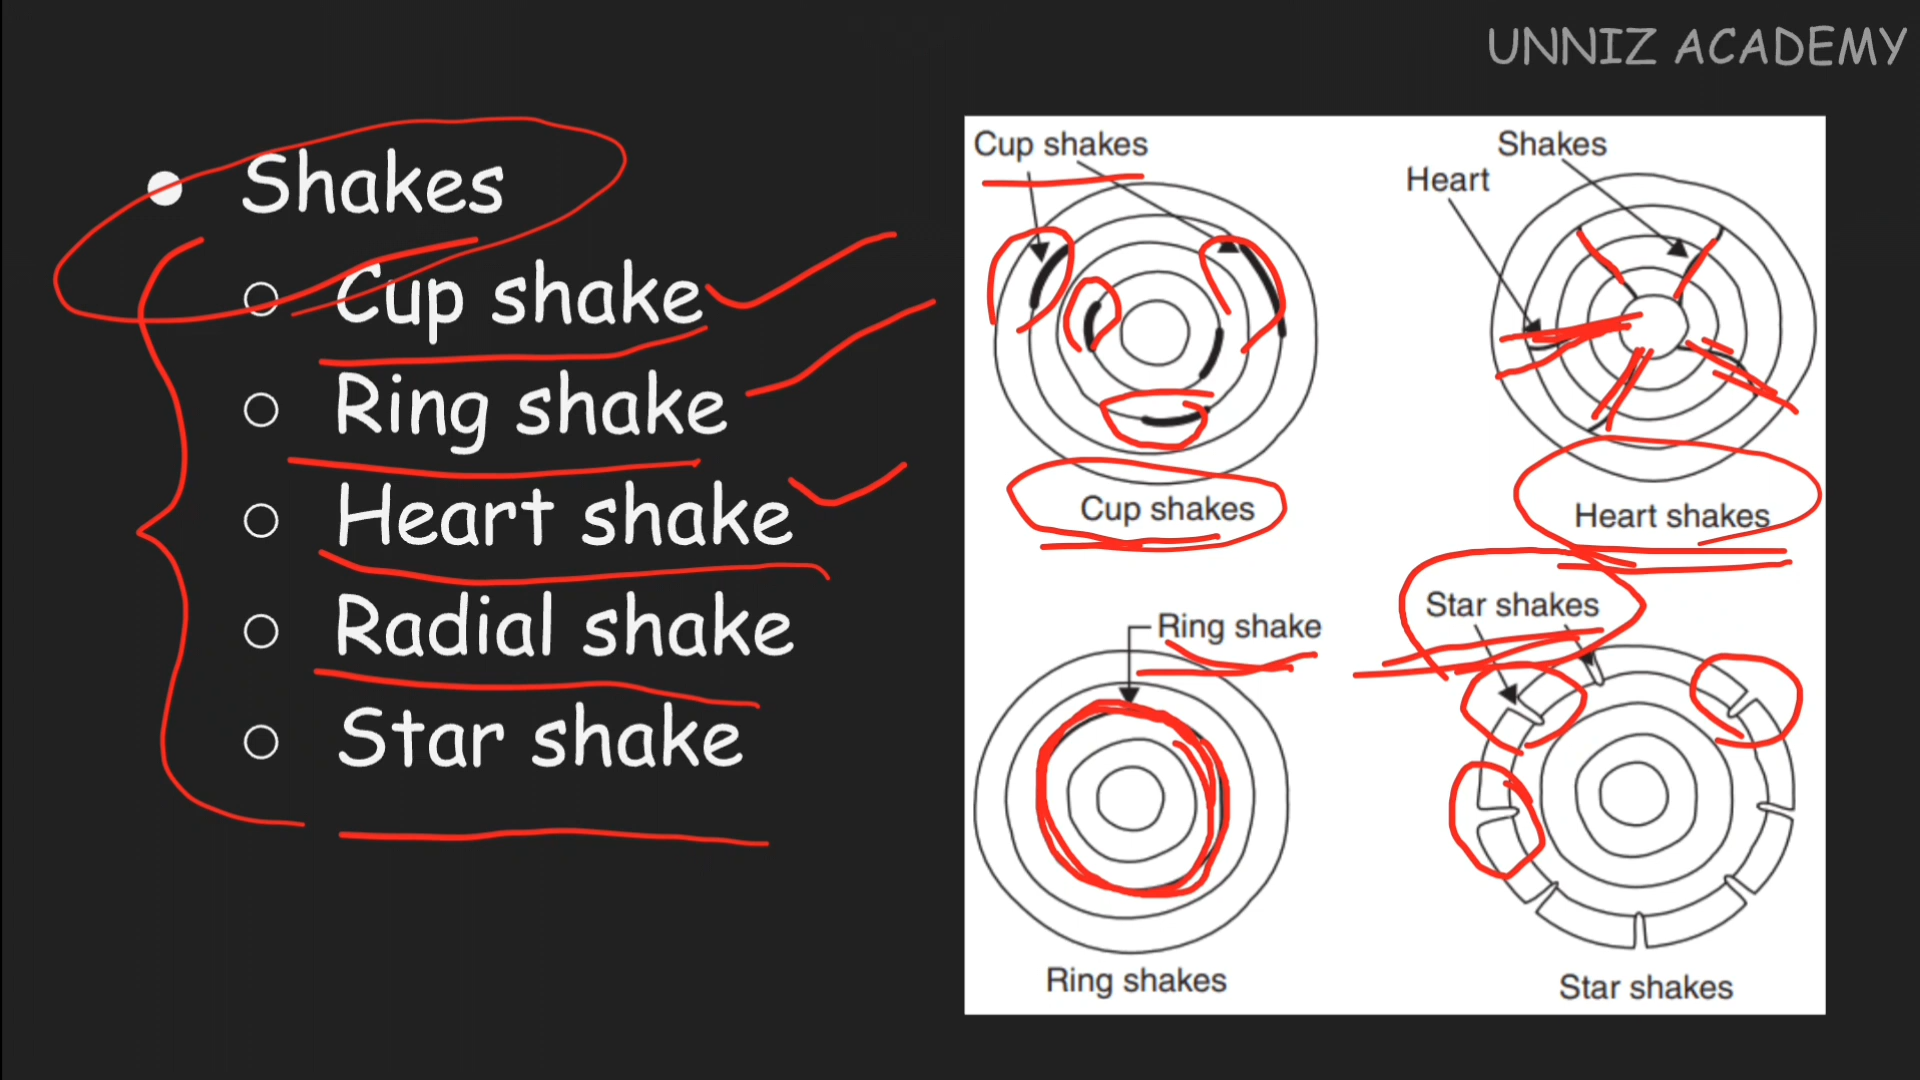 UNNIZ ACADEMY
Shakes
Cup shake
Ring shake
Heart shake
Radial shake
Star shake
Cup shakes
Shakes
Heart
Cup shakes
Heart shakes
Ring shake
Star shakes
Ring shakes
Star shakes